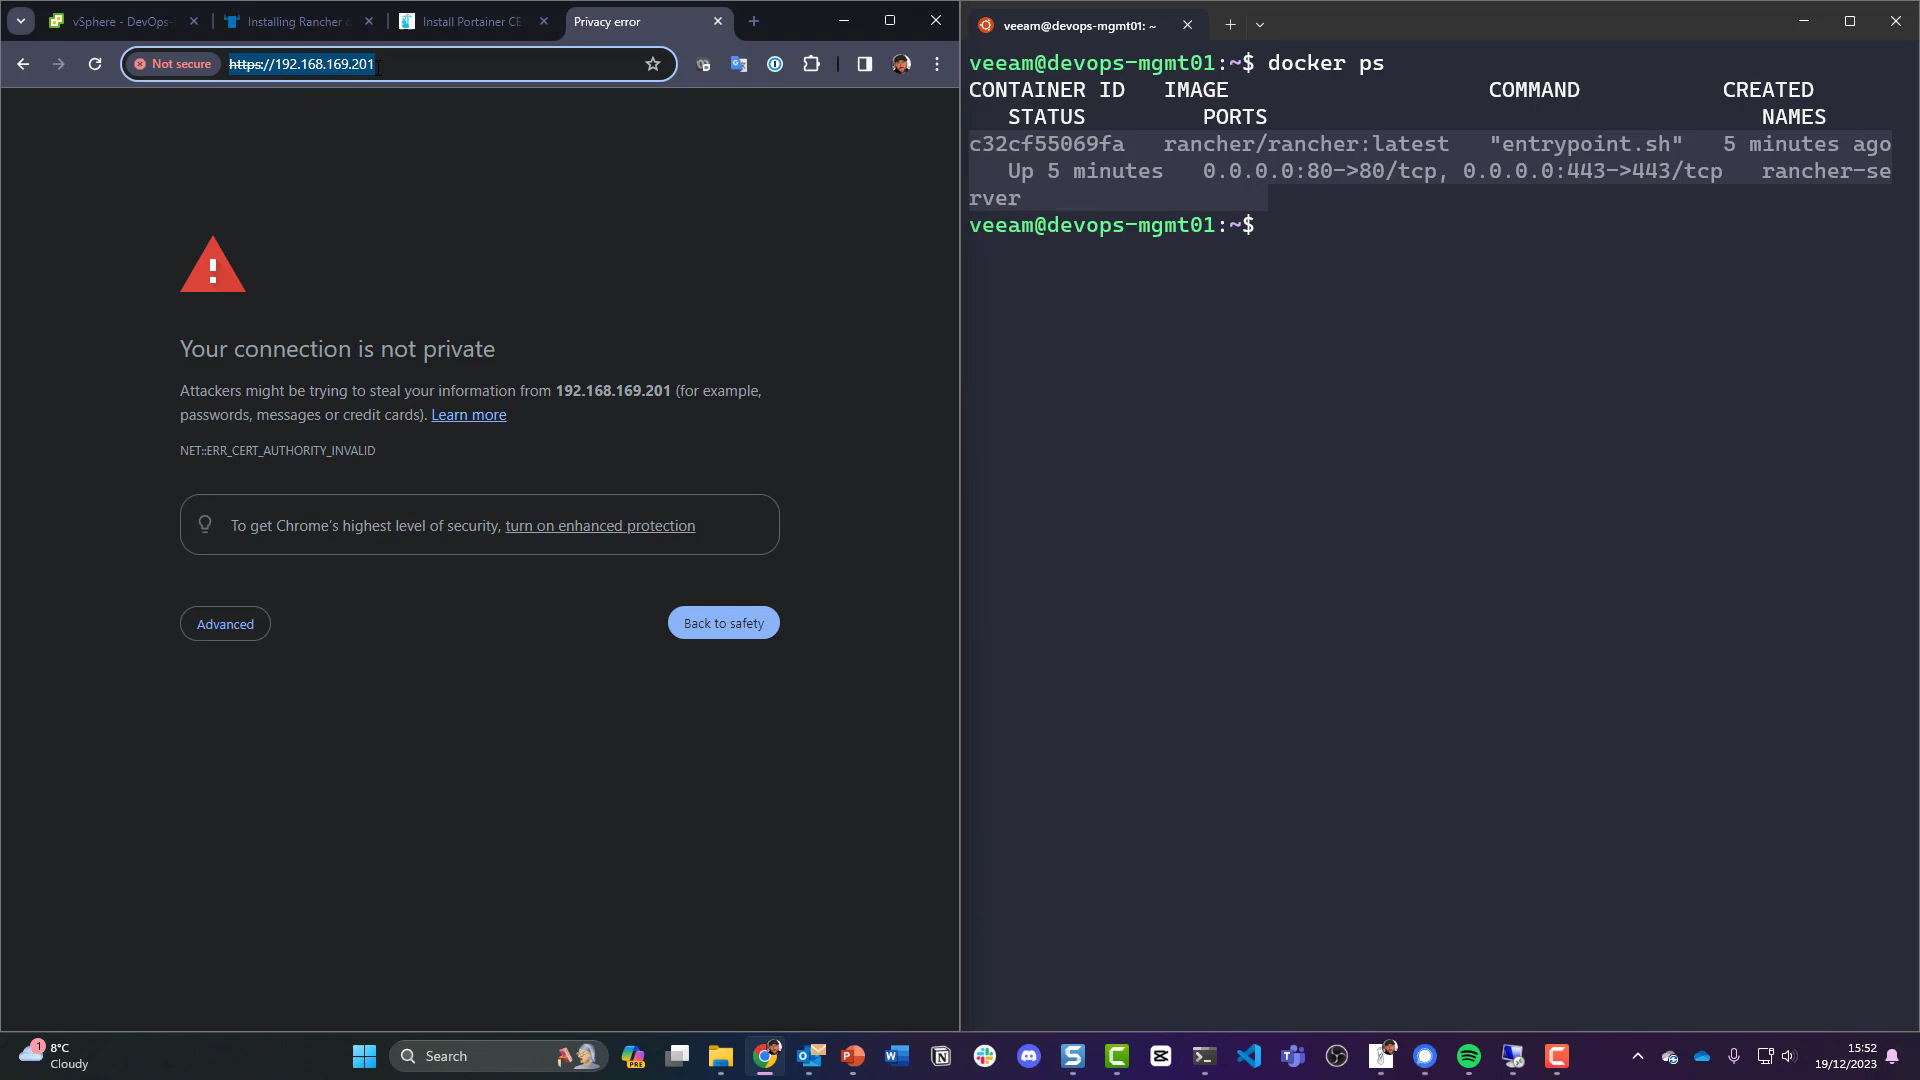 vSphere - DevOps-
Installing Rancher
Install Portainer CE
Privacy error
Not secure
https://192.168.169.201
Your connection is not private
Attackers might be trying to steal your information from 192.168.169.201 (for example,
passwords, messages or credit cards). Learn more
NET::ERR_CERT_AUTHORITY_INVALID
To get Chrome's highest level of security, turn on enhanced protection
Advanced
Back to safety
veeam@devops-mgmt01: ~
veeam@devops-mgmt01:~$ docker ps
CONTAINER ID   IMAGE                    COMMAND           CREATED
   STATUS         PORTS                                      NAMES
c32cf55069fa   rancher/rancher:latest   "entrypoint.sh"   5 minutes ago
   Up 5 minutes   0.0.0.0:80->80/tcp, 0.0.0.0:443->443/tcp   rancher-se
rver
veeam@devops-mgmt01:~$
1
8°C
Cloudy
Search
PRE
15:52
19/12/2023